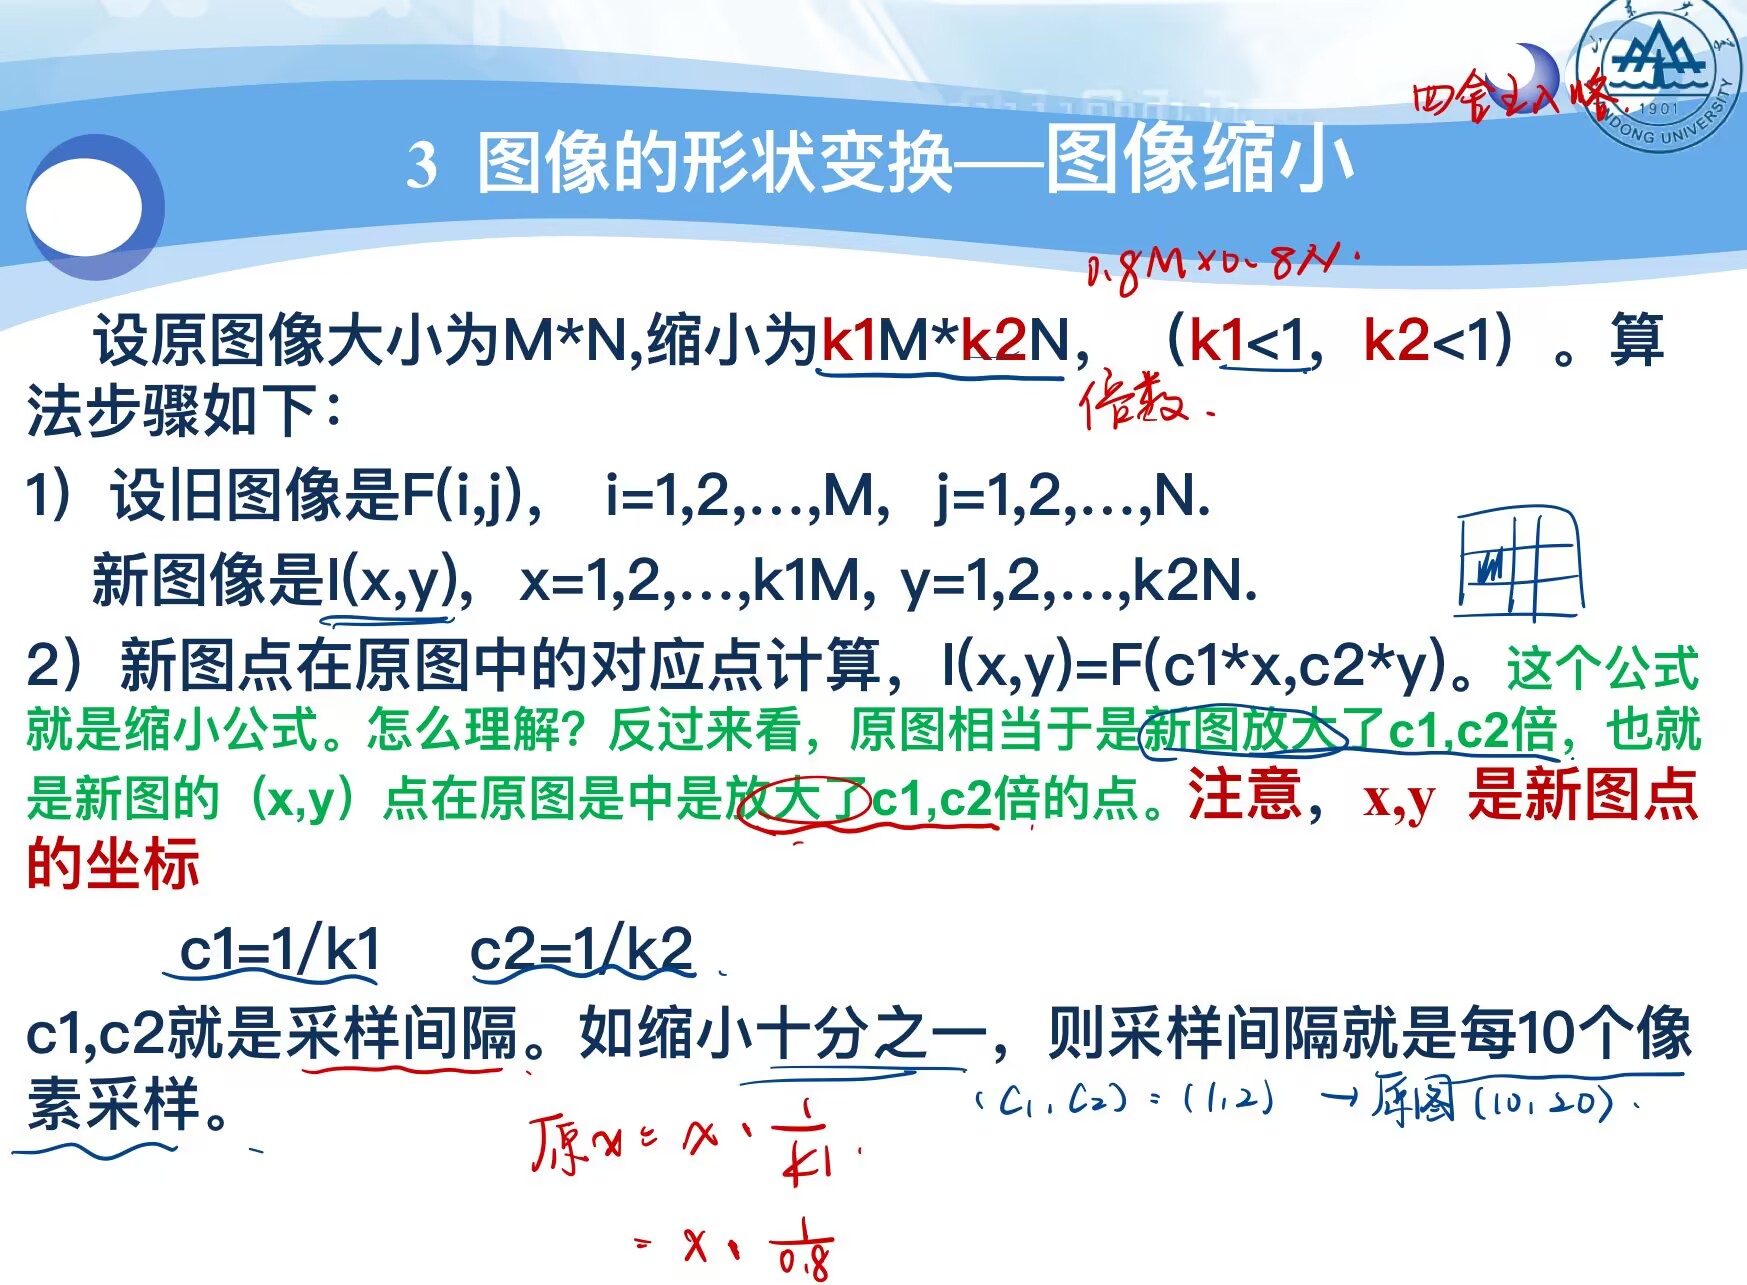 四舍五入
1901
SHANDONG UNIVERSITY
3 图像的形状变换——图像缩小
0.8M×0.8N.
设原图像大小为M*N,缩小为k1M*k2N,（k1<1, k2<1）。算
倍数.
法步骤如下：
1）设旧图像是F(i,j), i=1,2,…,M, j=1,2,…,N.
新图像是I(x,y), x=1,2,…,k1M, y=1,2,…,k2N.
2）新图点在原图中的对应点计算，I(x,y)=F(c1*x,c2*y)。这个公式
就是缩小公式。怎么理解？反过来看，原图相当于是新图放大了c1,c2倍，也就
是新图的（x,y）点在原图是中是放大了c1,c2倍的点。注意，x,y 是新图点
的坐标
c1=1/k1 c2=1/k2
c1,c2就是采样间隔。如缩小十分之一，则采样间隔就是每10个像
素采样。
(C1,C2)=(1,2) → 原图(10,20).
原x=x·1/k1.
=x·1/0.8